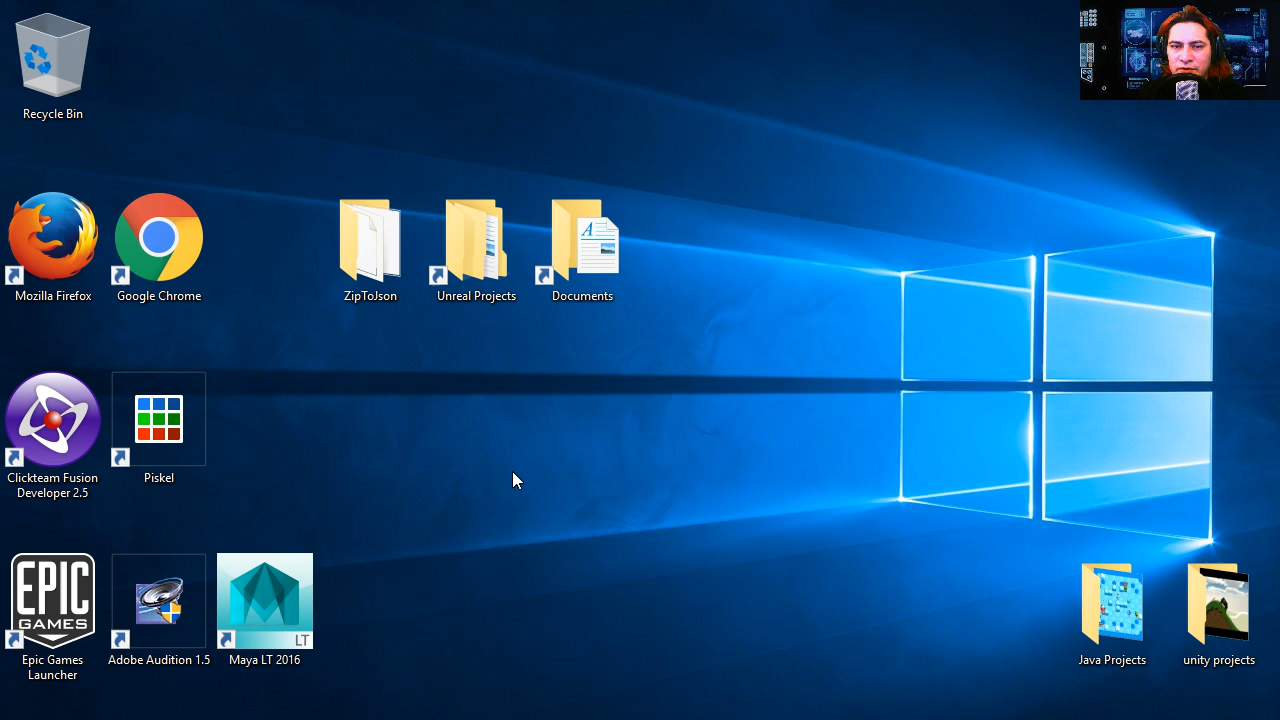 Recycle Bin
Mozilla Firefox
Google Chrome
ZipToJson
Unreal Projects
Documents
Clickteam Fusion
Developer 2.5
Piskel
EPIC
GAMES
LT
Epic Games
Launcher
Adobe Audition 1.5
Maya LT 2016
Java Projects
unity projects